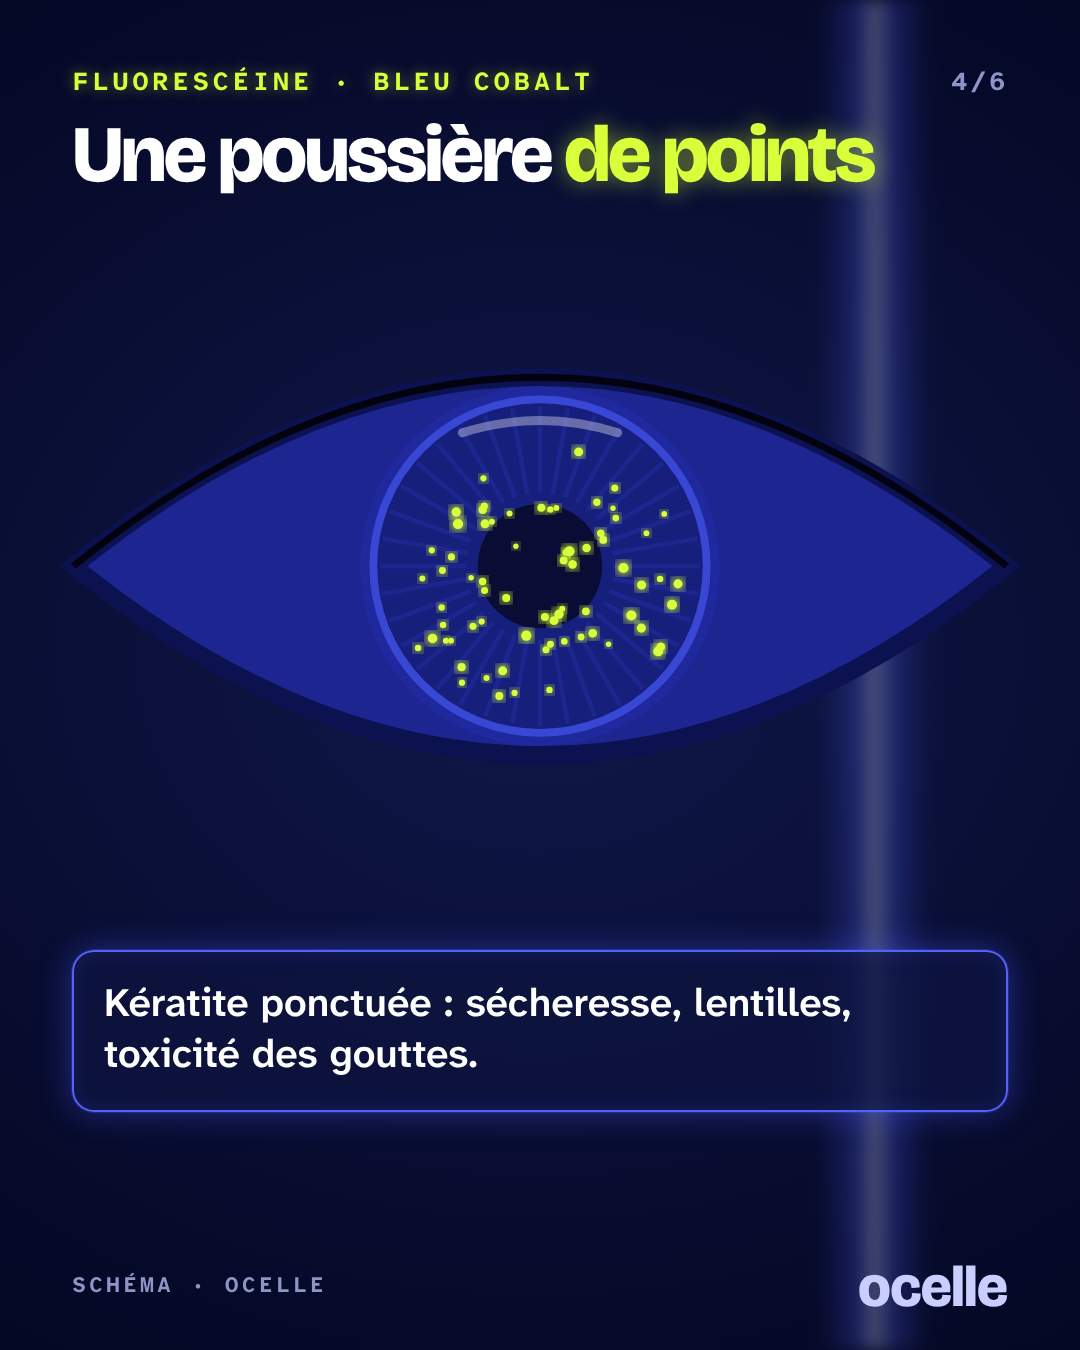 FLUORESCÉINE · BLEU COBALT
4/6
Une poussière de points
Kératite ponctuée : sécheresse, lentilles,
toxicité des gouttes.
SCHÉMA · OCELLE
ocelle